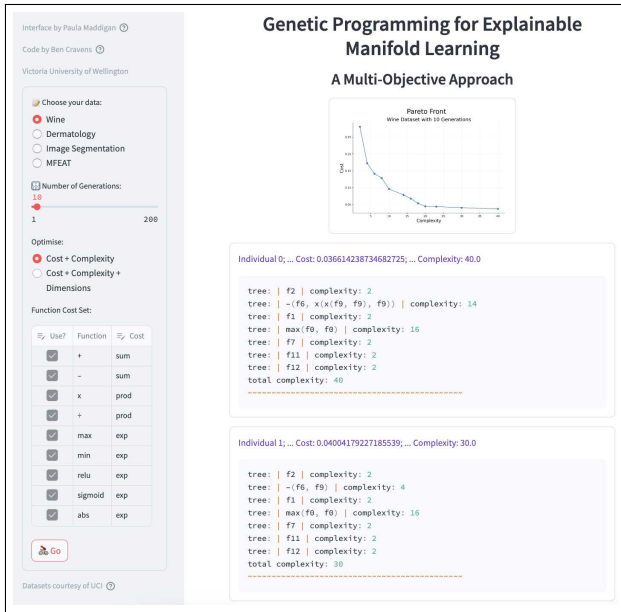 Interface by Paula Maddigan
Code by Ben Cravens
Victoria University of Wellington
Choose your data:
Wine
Dermatology
Image Segmentation
MFEAT
Number of Generations:
10
1 200
Optimise:
Cost + Complexity
Cost + Complexity +
Dimensions
Function Cost Set:
Use? Function Cost
+ sum
– sum
x prod
÷ prod
max exp
min exp
relu exp
sigmoid exp
abs exp
Go
Datasets courtesy of UCI
Genetic Programming for Explainable
Manifold Learning
A Multi-Objective Approach
Pareto Front
Wine Dataset with 10 Generations
Cost
5 10 15 20 25 30 35 40
Complexity
Individual 0; ... Cost: 0.036614238734682725; ... Complexity: 40.0
tree: | f2 | complexity: 2
tree: | –(f6, x(x(f9, f9), f9)) | complexity: 14
tree: | f1 | complexity: 2
tree: | max(f0, f0) | complexity: 16
tree: | f7 | complexity: 2
tree: | f11 | complexity: 2
tree: | f12 | complexity: 2
total complexity: 40
Individual 1; ... Cost: 0.04004179227185539; ... Complexity: 30.0
tree: | f2 | complexity: 2
tree: | –(f6, f9) | complexity: 4
tree: | f1 | complexity: 2
tree: | max(f0, f0) | complexity: 16
tree: | f7 | complexity: 2
tree: | f11 | complexity: 2
tree: | f12 | complexity: 2
total complexity: 30